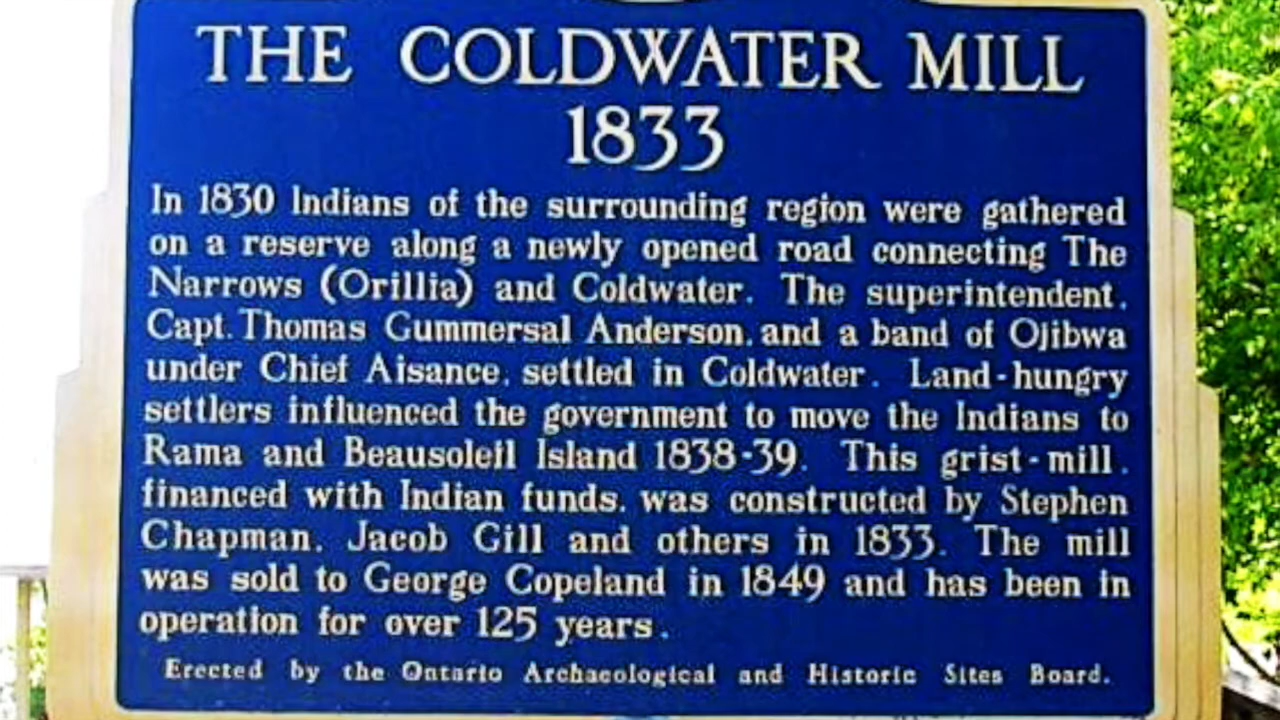 THE COLDWATER MILL
1833
In 1830 Indians of the surrounding region were gathered
on a reserve along a newly opened road connecting The
Narrows (Orillia) and Coldwater. The superintendent,
Capt. Thomas Gummersal Anderson, and a band of Ojibwa
under Chief Aisance, settled in Coldwater. Land-hungry
settlers influenced the government to move the Indians to
Rama and Beausoleil Island 1838-39. This grist-mill,
financed with Indian funds, was constructed by Stephen
Chapman, Jacob Gill and others in 1833. The mill
was sold to George Copeland in 1849 and has been in
operation for over 125 years.
Erected by the Ontario Archaeological and Historic Sites Board.